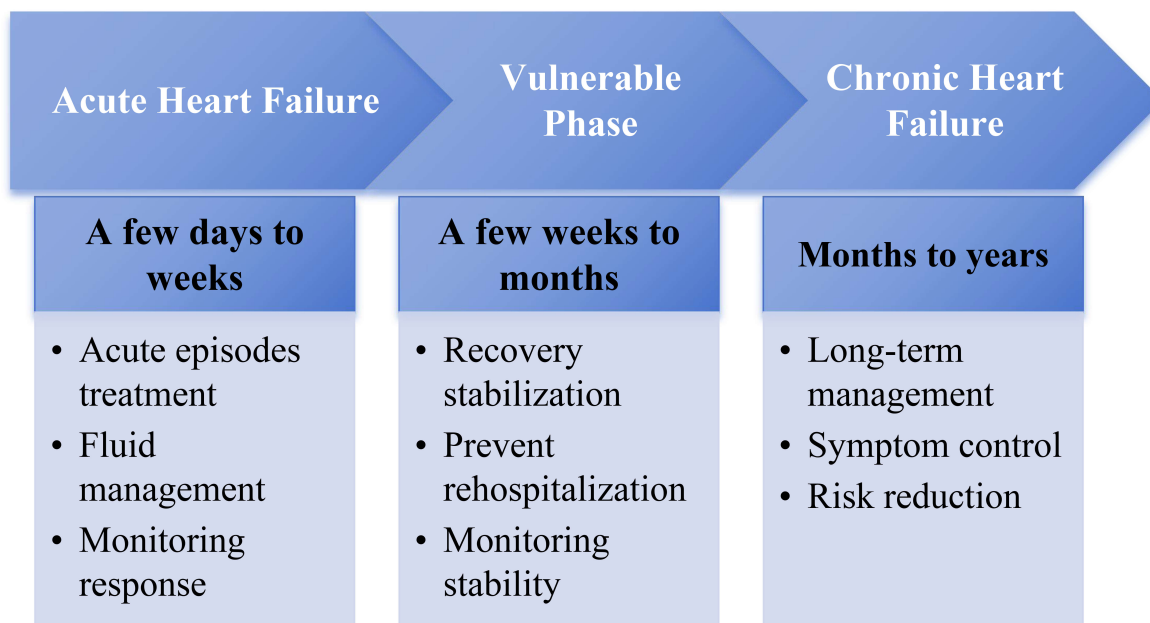 Acute Heart Failure
Vulnerable
Phase
Chronic Heart
Failure
A few days to
weeks
• Acute episodes
treatment
• Fluid
management
• Monitoring
response
A few weeks to
months
• Recovery
stabilization
• Prevent
rehospitalization
• Monitoring
stability
Months to years
• Long-term
management
• Symptom control
• Risk reduction